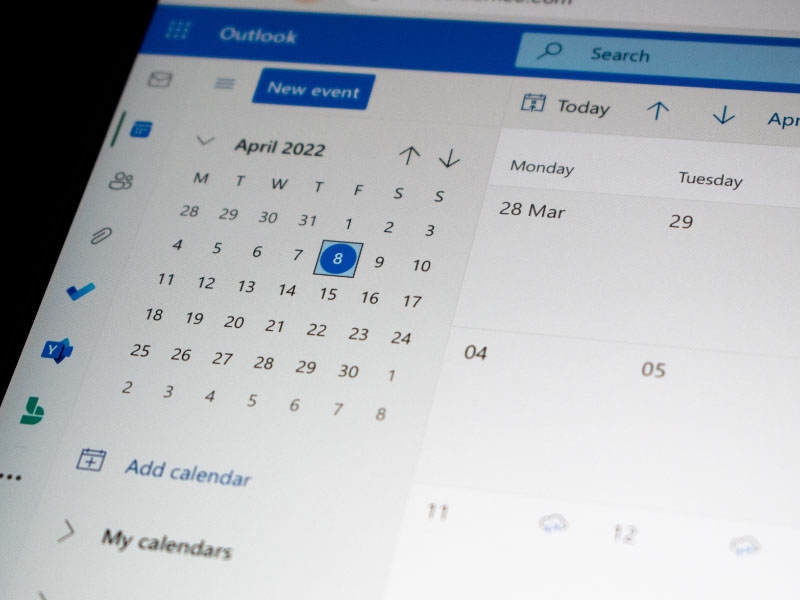 Outlook
Search
New event
Today
Apr
April 2022
M T W T F S S
28 29 30 31 1 2 3
4 5 6 7 8 9 10
11 12 13 14 15 16 17
18 19 20 21 22 23 24
25 26 27 28 29 30 1
2 3 4 5 6 7 8
Add calendar
My calendars
Monday Tuesday
28 Mar 29
04 05
11 12